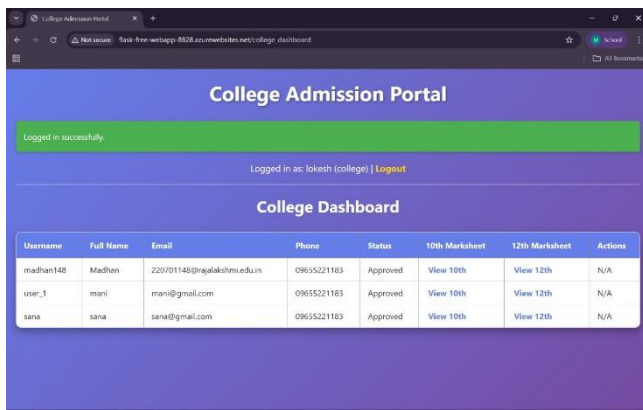 College Admission Portal
Not secure flask-free-webapp-8828.azurewebsites.net/college_dashboard School
All Bookmarks
College Admission Portal
Logged in successfully.
Logged in as: lokesh (college) | Logout
College Dashboard
Username Full Name Email Phone Status 10th Marksheet 12th Marksheet Actions
madhan148 Madhan 220701148@rajalakshmi.edu.in 09655221183 Approved View 10th View 12th N/A
user_1 mani mani@gmail.com 09655221183 Approved View 10th View 12th N/A
sana sana sana@gmail.com 09655221183 Approved View 10th View 12th N/A